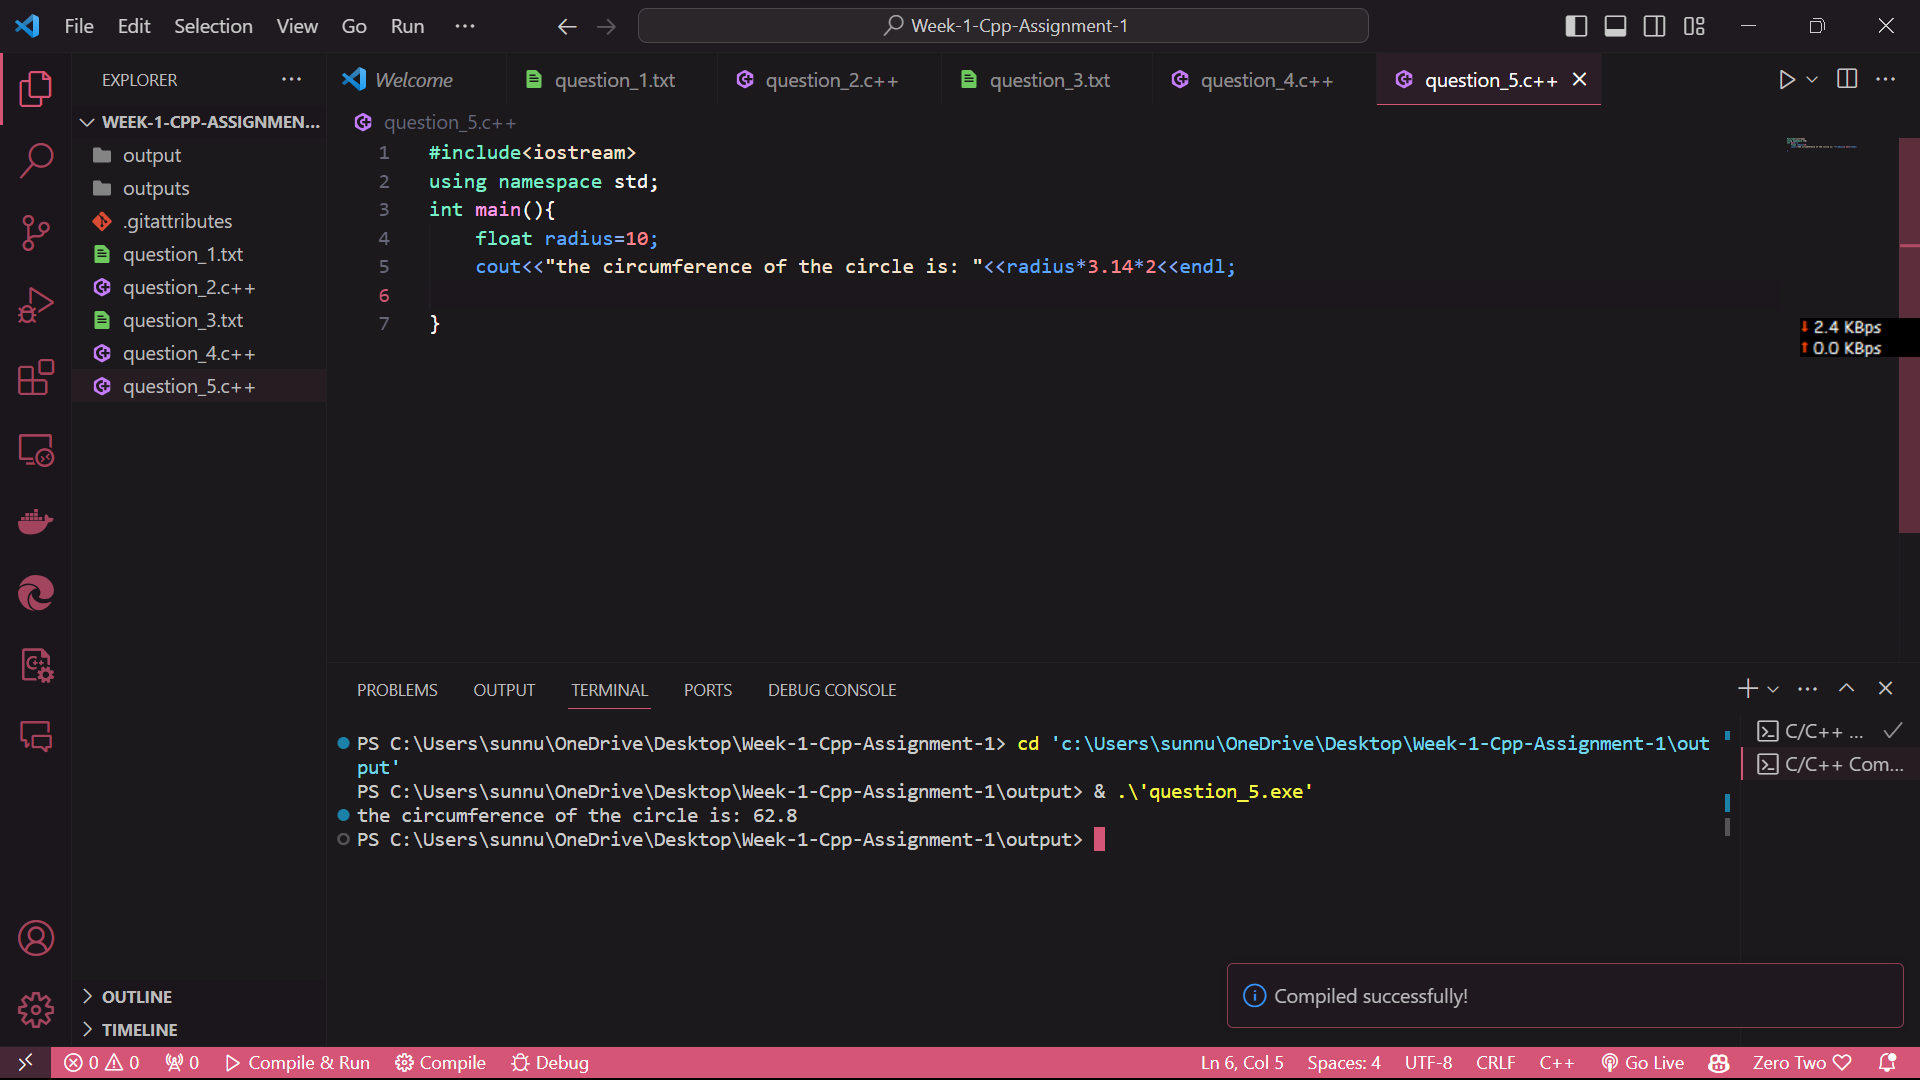 File Edit Selection View Go Run ··· Week-1-Cpp-Assignment-1
EXPLORER ···
Welcome question_1.txt question_2.c++ question_3.txt question_4.c++ question_5.c++
WEEK-1-CPP-ASSIGNMEN...
output
outputs
.gitattributes
question_1.txt
question_2.c++
question_3.txt
question_4.c++
question_5.c++
OUTLINE
TIMELINE
question_5.c++
1 #include<iostream>
2 using namespace std;
3 int main(){
4 float radius=10;
5 cout<<"the circumference of the circle is: "<<radius*3.14*2<<endl;
6
7 }
2.4 KBps
0.0 KBps
PROBLEMS OUTPUT TERMINAL PORTS DEBUG CONSOLE
PS C:\Users\sunnu\OneDrive\Desktop\Week-1-Cpp-Assignment-1> cd 'c:\Users\sunnu\OneDrive\Desktop\Week-1-Cpp-Assignment-1\out
put'
PS C:\Users\sunnu\OneDrive\Desktop\Week-1-Cpp-Assignment-1\output> & .\'question_5.exe'
the circumference of the circle is: 62.8
PS C:\Users\sunnu\OneDrive\Desktop\Week-1-Cpp-Assignment-1\output>
C/C++ ...
C/C++ Com...
Compiled successfully!
0 0 0 Compile & Run Compile Debug Ln 6, Col 5 Spaces: 4 UTF-8 CRLF C++ Go Live Zero Two